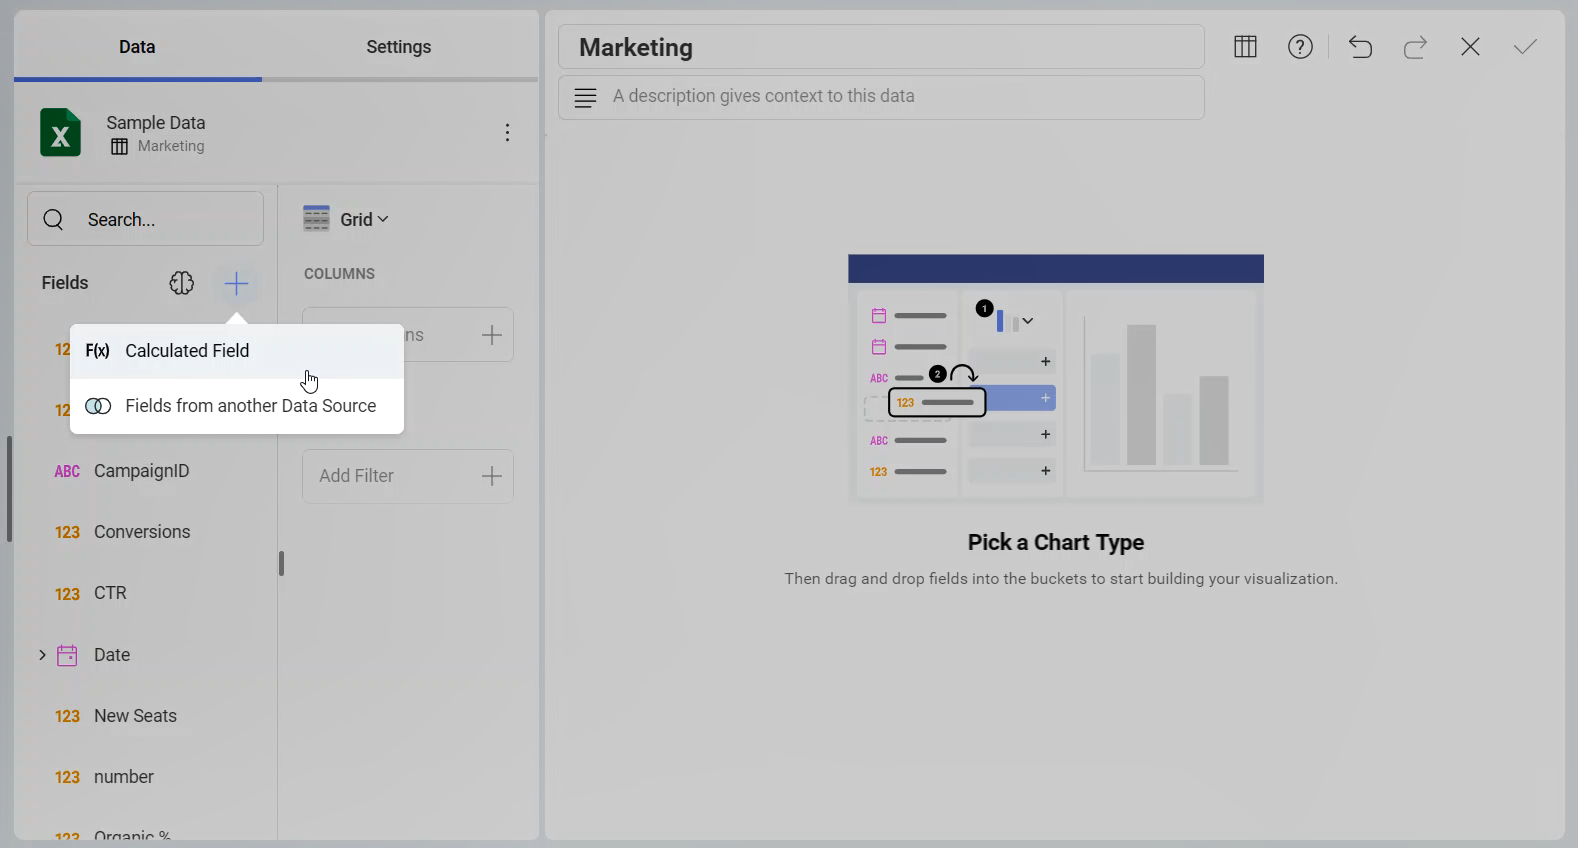 Data
Settings
Marketing
A description gives context to this data
Sample Data
Marketing
Search...
Grid
Fields
COLUMNS
F(x) Calculated Field
Fields from another Data Source
12
ns
12
ABC CampaignID
Add Filter
123 Conversions
123 CTR
Date
123 New Seats
123 number
123 Organic %
1
ABC
2
123
ABC
123
Pick a Chart Type
Then drag and drop fields into the buckets to start building your visualization.